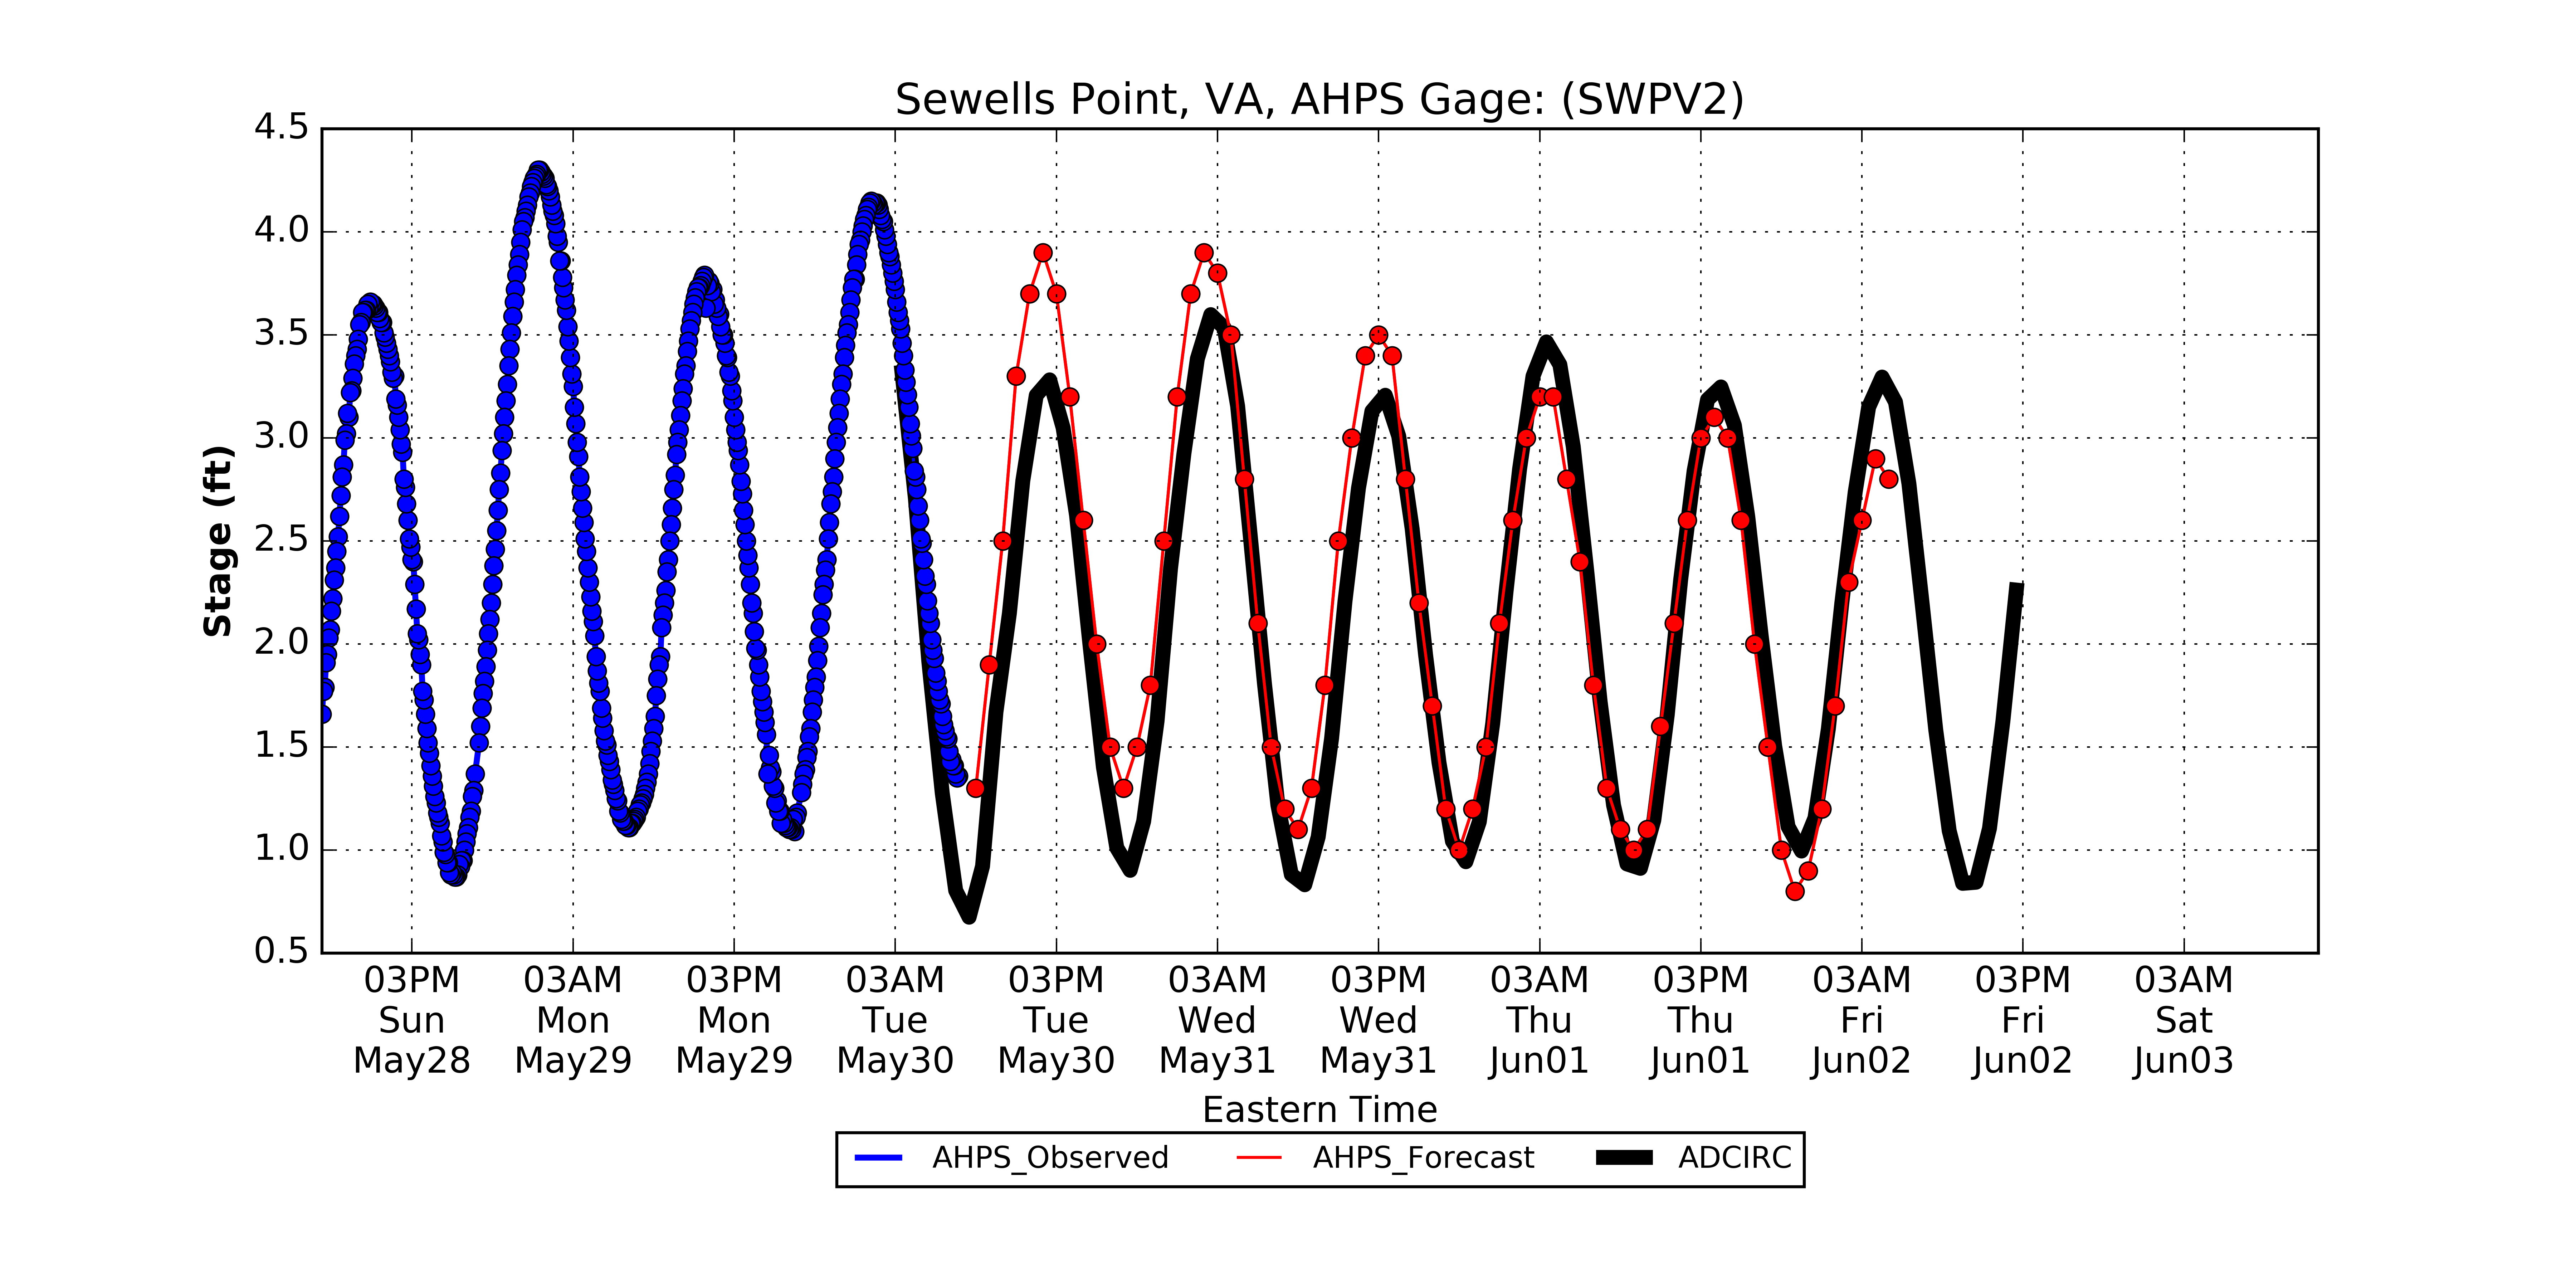 Sewells Point, VA, AHPS Gage: (SWPV2)
4.5
4.0
3.5
3.0
2.5
2.0
1.5
1.0
0.5
Stage (ft)
03PM 03AM 03PM 03AM 03PM 03AM 03PM 03AM 03PM 03AM 03PM 03AM
Sun Mon Mon Tue Tue Wed Wed Thu Thu Fri Fri Sat
May28 May29 May29 May30 May30 May31 May31 Jun01 Jun01 Jun02 Jun02 Jun03
Eastern Time
AHPS_Observed AHPS_Forecast ADCIRC